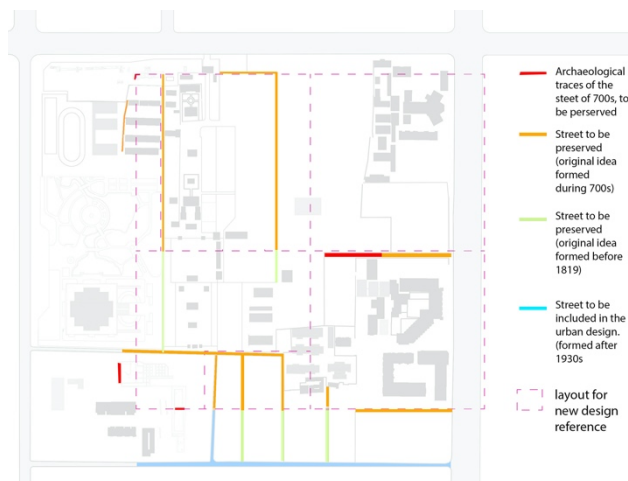 Archaeological
traces of the
steet of 700s, to
be perserved
Street to be
preserved
(original idea
formed
during 700s)
Street to be
preserved
(original idea
formed before
1819)
Street to be
included in the
urban design.
(formed after
1930s
layout for
new design
reference